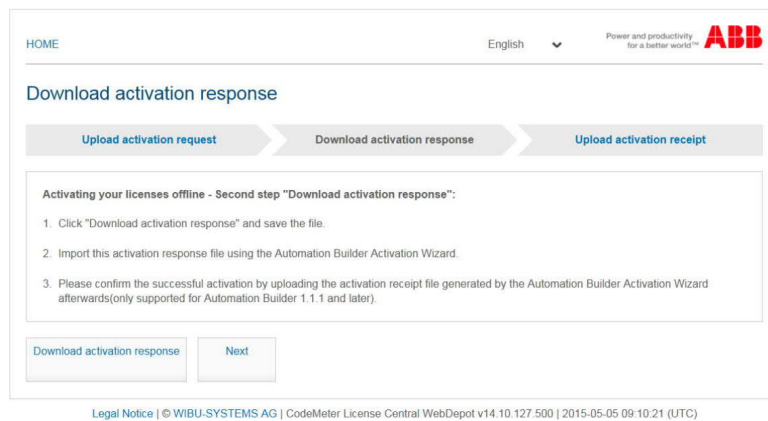 HOME
English
Power and productivity
for a better world™
ABB
Download activation response
Upload activation request
Download activation response
Upload activation receipt
Activating your licenses offline - Second step "Download activation response":
1. Click "Download activation response" and save the file.
2. Import this activation response file using the Automation Builder Activation Wizard.
3. Please confirm the successful activation by uploading the activation receipt file generated by the Automation Builder Activation Wizard
afterwards(only supported for Automation Builder 1.1.1 and later).
Download activation response
Next
Legal Notice | © WIBU-SYSTEMS AG | CodeMeter License Central WebDepot v14.10.127.500 | 2015-05-05 09:10:21 (UTC)